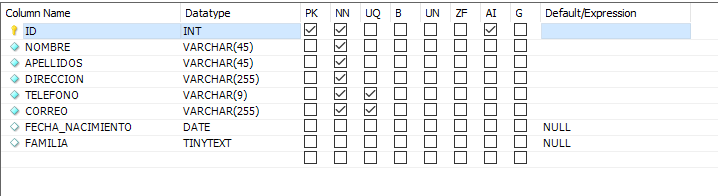 Column Name Datatype PK NN UQ B UN ZF AI G Default/Expression
ID INT
NOMBRE VARCHAR(45)
APELLIDOS VARCHAR(45)
DIRECCION VARCHAR(255)
TELEFONO VARCHAR(9)
CORREO VARCHAR(255)
FECHA_NACIMIENTO DATE NULL
FAMILIA TINYTEXT NULL